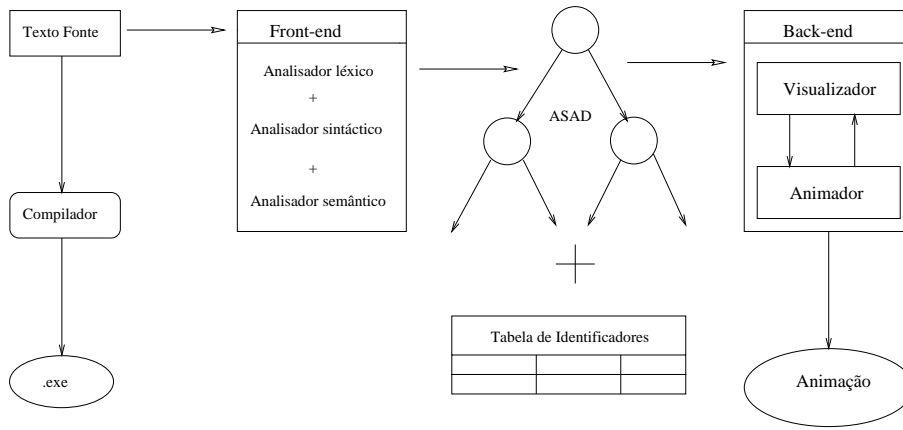 Texto Fonte
Compilador
.exe
Front-end
Analisador léxico
+
Analisador sintáctico
+
Analisador semântico
ASAD
Tabela de Identificadores
Back-end
Visualizador
Animador
Animação